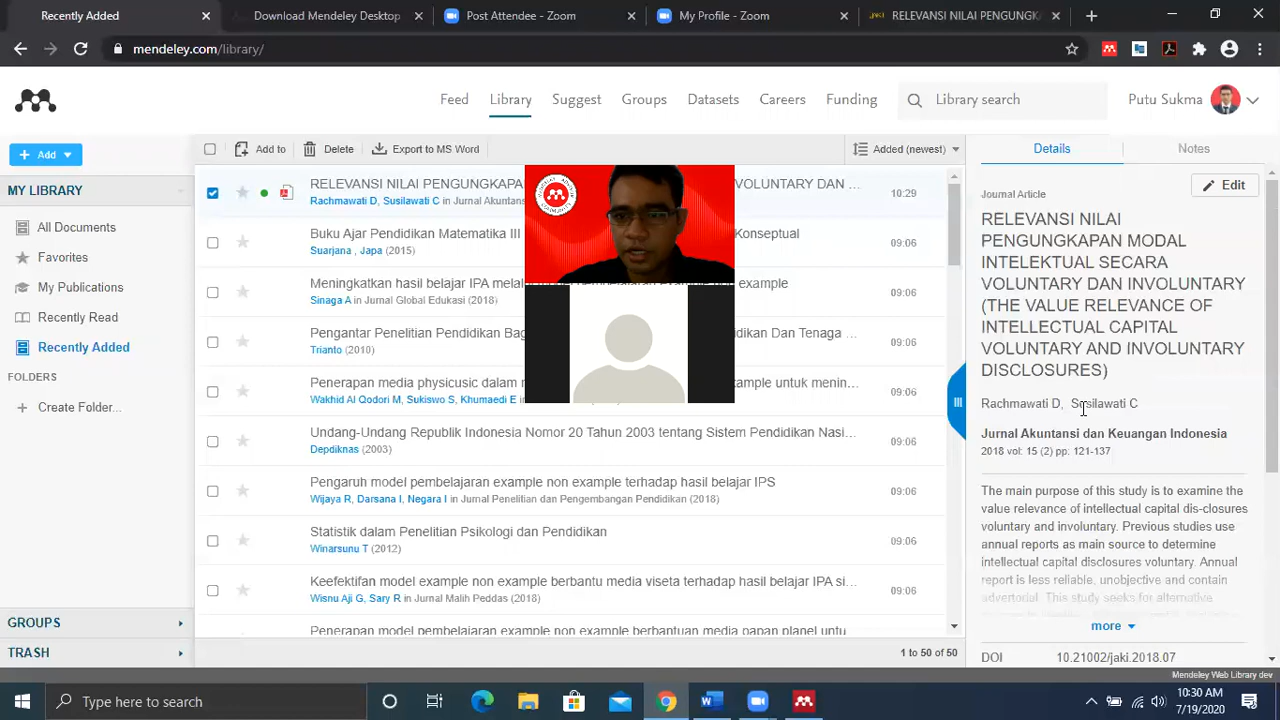 Recently Added
Download Mendeley Desktop
Post Attendee - Zoom
My Profile - Zoom
RELEVANSI NILAI PENGUNGK
mendeley.com/library/
Feed
Library
Suggest
Groups
Datasets
Careers
Funding
Library search
Putu Sukma
Add
Add to
Delete
Export to MS Word
Added (newest)
Details
Notes
MY LIBRARY
All Documents
Favorites
My Publications
Recently Read
Recently Added
FOLDERS
Create Folder...
GROUPS
TRASH
RELEVANSI NILAI PENGUNGKAPA
VOLUNTARY DAN ...
10:29
Rachmawati D, Susilawati C in Jurnal Akuntans
Buku Ajar Pendidikan Matematika III
Konseptual
09:06
Suarjana , Japa (2015)
Meningkatkan hasil belajar IPA melal
example
09:06
Sinaga A in Jurnal Global Edukasi (2018)
Pengantar Penelitian Pendidikan Bag
didikan Dan Tenaga ...
09:06
Trianto (2010)
Penerapan media physicusic dalam
example untuk menin...
09:06
Wakhid Al Qodori M, Sukiswo S, Khumaedi E in
Undang-Undang Republik Indonesia Nomor 20 Tahun 2003 tentang Sistem Pendidikan Nasi...
09:06
Depdiknas (2003)
Pengaruh model pembelajaran example non example terhadap hasil belajar IPS
09:06
Wijaya R, Darsana I, Negara I in Jurnal Penelitian dan Pengembangan Pendidikan (2018)
Statistik dalam Penelitian Psikologi dan Pendidikan
09:06
Winarsunu T (2012)
Keefektifan model example non example berbantu media viseta terhadap hasil belajar IPA si...
09:06
Wisnu Aji G, Sary R in Jurnal Malih Peddas (2018)
Penerapan model pembelajaran example non example berbantuan media papan planel untu
1 to 50 of 50
Edit
Journal Article
RELEVANSI NILAI
PENGUNGKAPAN MODAL
INTELEKTUAL SECARA
VOLUNTARY DAN INVOLUNTARY
(THE VALUE RELEVANCE OF
INTELLECTUAL CAPITAL
VOLUNTARY AND INVOLUNTARY
DISCLOSURES)
Rachmawati D, Susilawati C
Jurnal Akuntansi dan Keuangan Indonesia
2018 vol: 15 (2) pp: 121-137
The main purpose of this study is to examine the
value relevance of intellectual capital dis-closures
voluntary and involuntary. Previous studies use
annual reports as main source to determine
intellectual capital disclosures voluntary. Annual
report is less reliable, unobjective and contain
advertorial. This study seeks for alternative
more
DOI
10.21002/jaki.2018.07
Mendeley Web Library dev
Type here to search
10:30 AM
7/19/2020